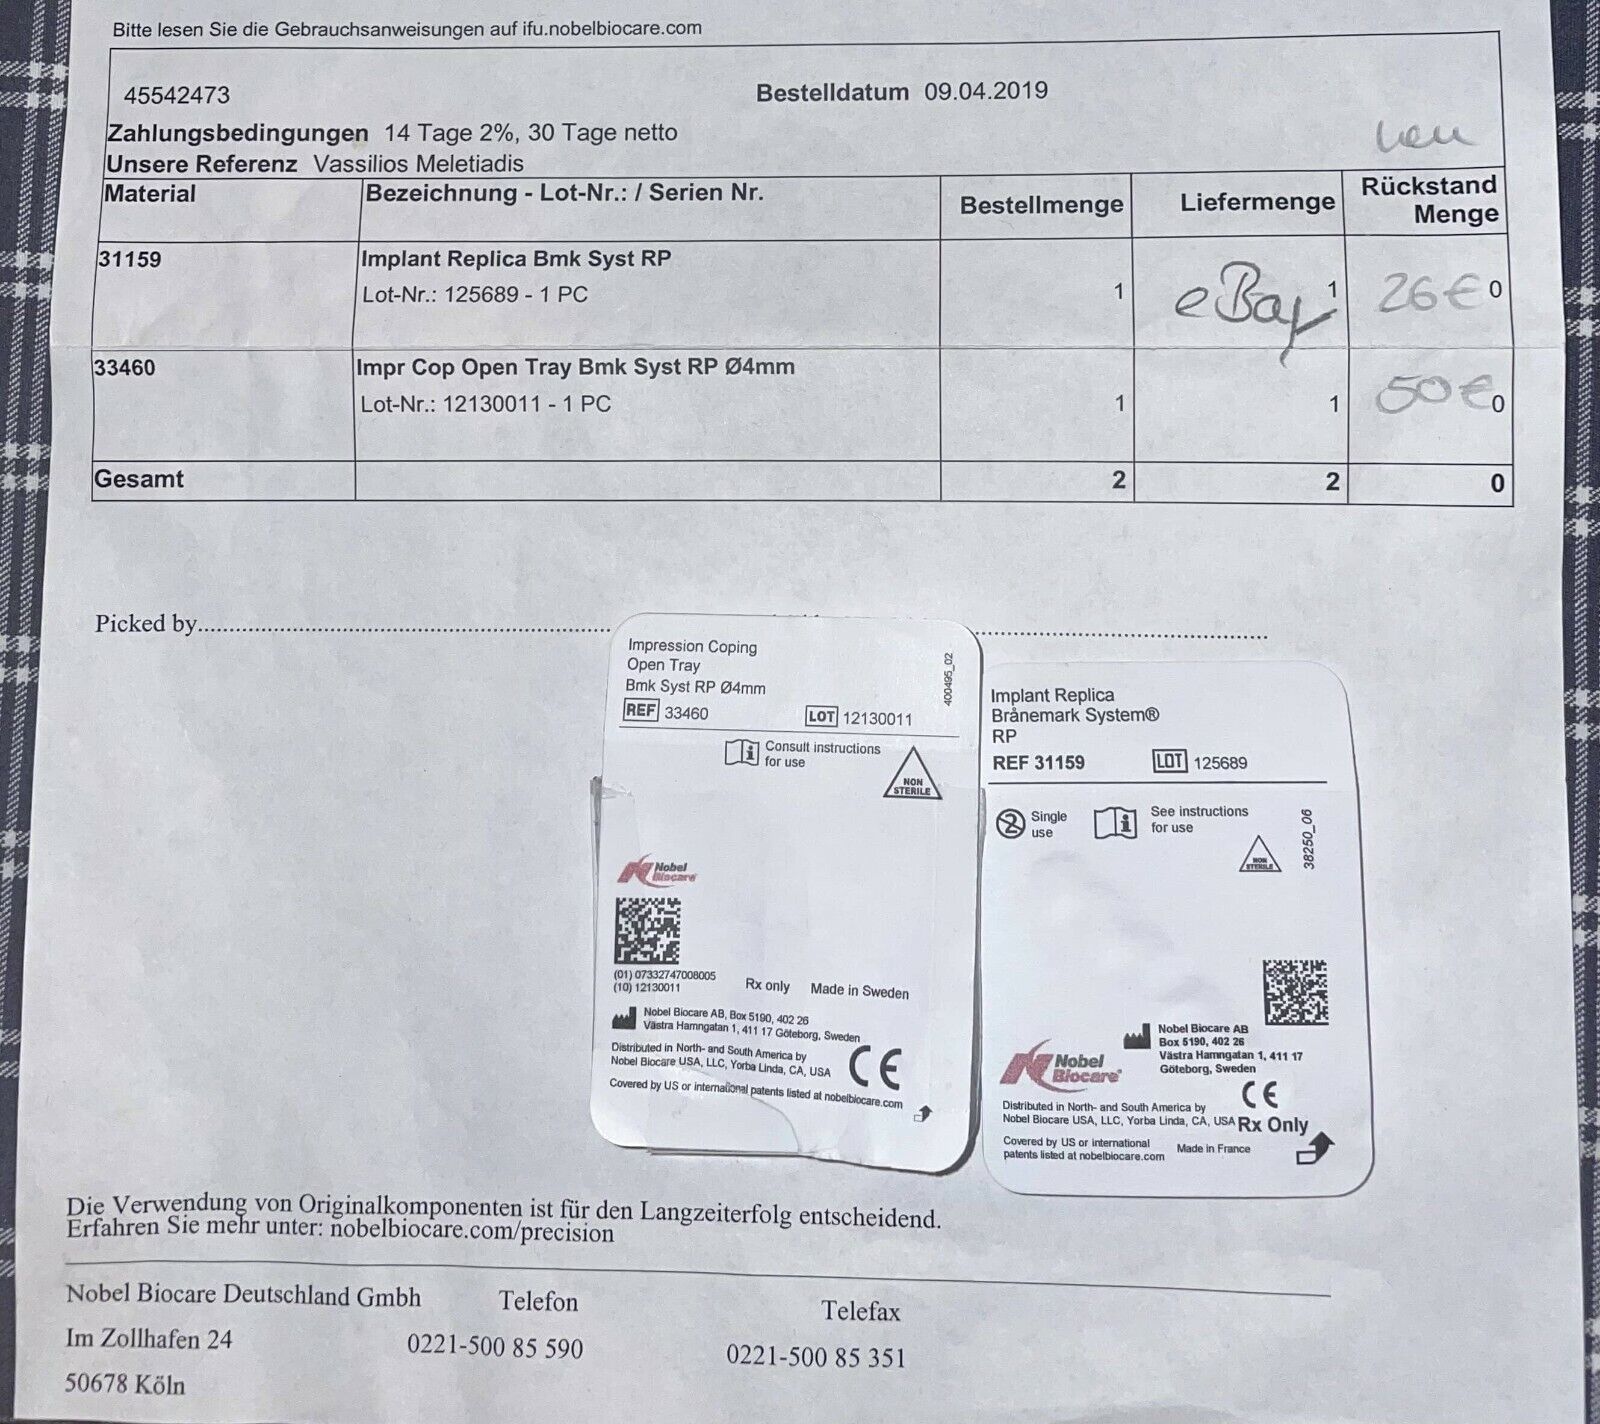 Bitte lesen Sie die Gebrauchsanweisungen auf ifu.nobelbiocare.com
45542473 Bestelldatum 09.04.2019
Zahlungsbedingungen 14 Tage 2%, 30 Tage netto
neu
Unsere Referenz Vassilios Meletiadis
Material Bezeichnung - Lot-Nr.: / Serien Nr. Bestellmenge Liefermenge Rückstand Menge
31159 Implant Replica Bmk Syst RP
Lot-Nr.: 125689 - 1 PC 1 1 0
eBay 26€
33460 Impr Cop Open Tray Bmk Syst RP Ø4mm
Lot-Nr.: 12130011 - 1 PC 1 1 0
50€
Gesamt 2 2 0
Picked by
Impression Coping
Open Tray
Bmk Syst RP Ø4mm
REF 33460 LOT 12130011
400495_02
Consult instructions
for use
NON
STERILE
Nobel
Biocare
(01) 07332747008005
(10) 12130011
Rx only Made in Sweden
Nobel Biocare AB, Box 5190, 402 26
Västra Hamngatan 1, 411 17 Göteborg, Sweden
Distributed in North- and South America by
Nobel Biocare USA, LLC, Yorba Linda, CA, USA
CE
Covered by US or international patents listed at nobelbiocare.com
Implant Replica
Brånemark System®
RP
REF 31159 LOT 125689
2 Single
use
See instructions
for use
NON
STERILE
38250_06
Nobel Biocare AB
Box 5190, 402 26
Västra Hamngatan 1, 411 17
Göteborg, Sweden
Nobel
Biocare®
CE
Distributed in North- and South America by
Nobel Biocare USA, LLC, Yorba Linda, CA, USA Rx Only
Covered by US or international
patents listed at nobelbiocare.com
Made in France
Die Verwendung von Originalkomponenten ist für den Langzeiterfolg entscheidend.
Erfahren Sie mehr unter: nobelbiocare.com/precision
Nobel Biocare Deutschland Gmbh Telefon Telefax
Im Zollhafen 24 0221-500 85 590 0221-500 85 351
50678 Köln